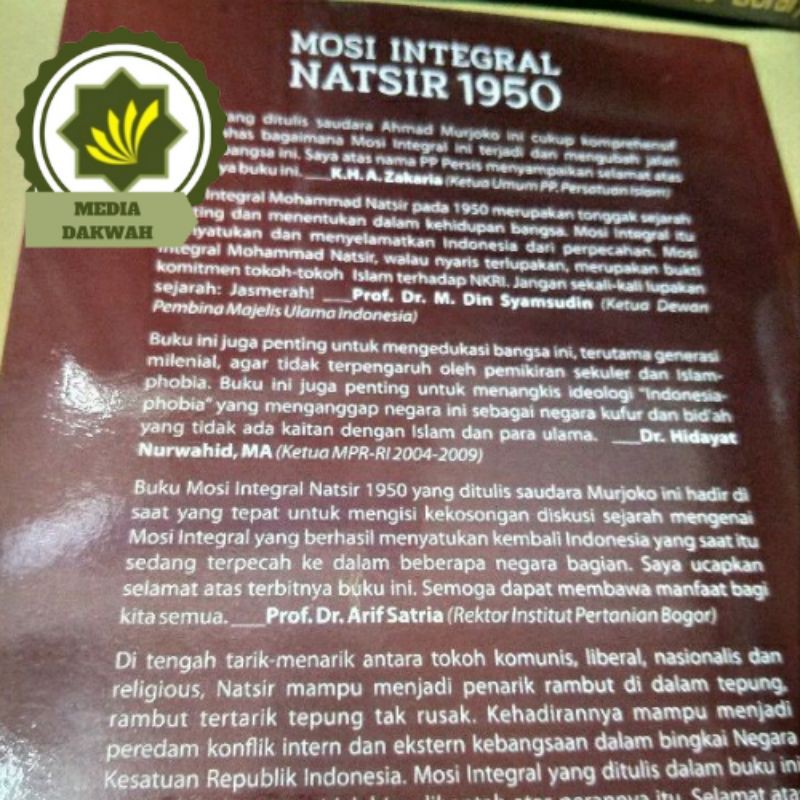 MOSI INTEGRAL
NATSIR 1950
MEDIA
DAKWAH
ang ditulis saudara Ahmad Murjoko ini cukup komprehensif
ahas bagaimana Mosi Integral ini terjadi dan mengubah jalan
bangsa ini. Saya atas nama PP Persis menyampaikan selamat atas
ya buku ini. ___K.H.A. Zakaria (Ketua Umum PP. Persatuan Islam)
Integral Mohammad Natsir pada 1950 merupakan tonggak sejarah
ting dan menentukan dalam kehidupan bangsa. Mosi Integral itu
nyatukan dan menyelamatkan Indonesia dari perpecahan. Mosi
Integral Mohammad Natsir, walau nyaris terlupakan, merupakan bukti
komitmen tokoh-tokoh Islam terhadap NKRI. Jangan sekali-kali lupakan
sejarah: Jasmerah! ___Prof. Dr. M. Din Syamsudin (Ketua Dewan
Pembina Majelis Ulama Indonesia)
Buku ini juga penting untuk mengedukasi bangsa ini, terutama generasi
milenial, agar tidak terpengaruh oleh pemikiran sekuler dan Islam-
phobia. Buku ini juga penting untuk menangkis ideologi "Indonesia-
phobia" yang menganggap negara ini sebagai negara kufur dan bid'ah
yang tidak ada kaitan dengan Islam dan para ulama. ___Dr. Hidayat
Nurwahid, MA (Ketua MPR-RI 2004-2009)
Buku Mosi Integral Natsir 1950 yang ditulis saudara Murjoko ini hadir di
saat yang tepat untuk mengisi kekosongan diskusi sejarah mengenai
Mosi Integral yang berhasil menyatukan kembali Indonesia yang saat itu
sedang terpecah ke dalam beberapa negara bagian. Saya ucapkan
selamat atas terbitnya buku ini. Semoga dapat membawa manfaat bagi
kita semua. ___Prof. Dr. Arif Satria (Rektor Institut Pertanian Bogor)
Di tengah tarik-menarik antara tokoh komunis, liberal, nasionalis dan
religious, Natsir mampu menjadi penarik rambut di dalam tepung,
rambut tertarik tepung tak rusak. Kehadirannya mampu menjadi
peredam konflik intern dan ekstern kebangsaan dalam bingkai Negara
Kesatuan Republik Indonesia. Mosi Integral yang ditulis dalam buku ini
itu. Selamat atas